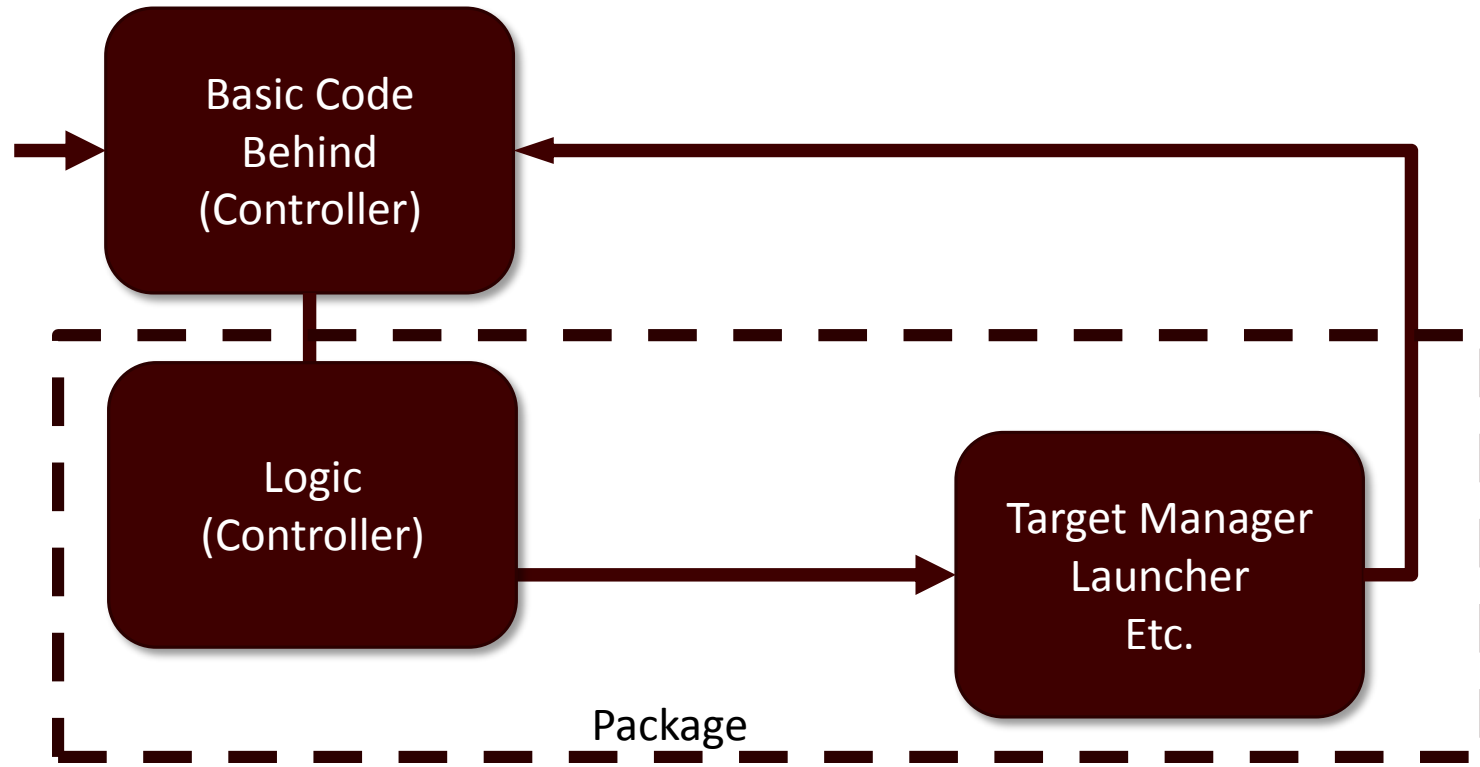 Basic Code
Behind
(Controller)
Logic
(Controller)
Target Manager
Launcher
Etc.
Package